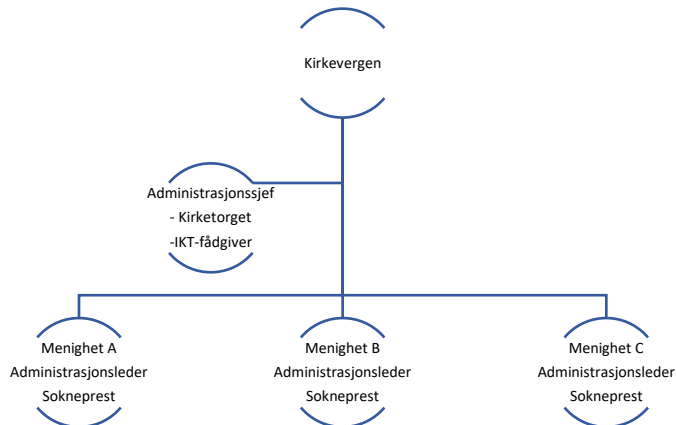 Kirkevergen
Administrasjonssjef
- Kirketorget
-IKT-fådgiver
Menighet A
Administrasjonsleder
Sokneprest
Menighet B
Administrasjonsleder
Sokneprest
Menighet C
Administrasjonsleder
Sokneprest